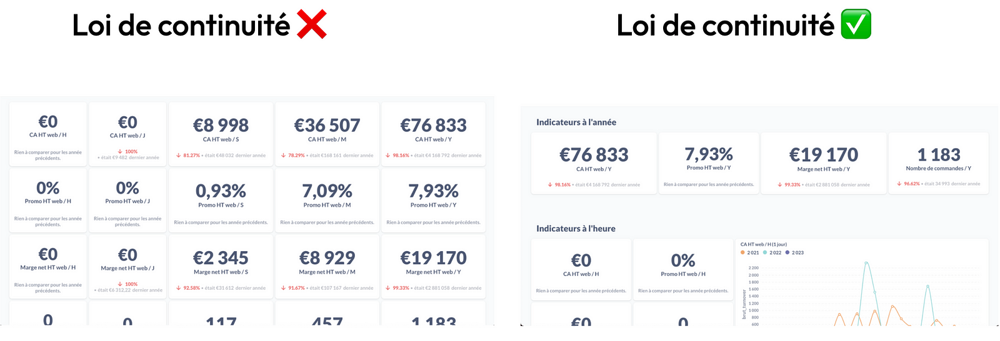 Loi de continuité ❌
€0
CA HT web / H
Rien à comparer pour les année
précédents.
€0
CA HT web / J
↓ 100%
• était €9 482 dernier année
€8 998
CA HT web / S
↓ 81.27% • était €48 032 dernier année
€36 507
CA HT web / M
↓ 78.29% • était €168 161 dernier année
€76 833
CA HT web / Y
↓ 98.16% • était €4 168 792 dernier année
0%
Promo HT web / H
Rien à comparer pour les année
précédents.
0%
Promo HT web / J
Rien à comparer pour les année
précédents.
0,93%
Promo HT web / S
Rien à comparer pour les année précédents.
7,09%
Promo HT web / M
Rien à comparer pour les année précédents.
7,93%
Promo HT web / Y
Rien à comparer pour les année précédents.
€0
Marge net HT web / H
Rien à comparer pour les année
précédents.
€0
Marge net HT web / J
↓ 100%
• était €6 312,22 dernier année
€2 345
Marge net HT web / S
↓ 92.58% • était €31 612 dernier année
€8 929
Marge net HT web / M
↓ 91.67% • était €107 167 dernier année
€19 170
Marge net HT web / Y
↓ 99.33% • était €2 881 058 dernier année
0
0
117
457
1 183
Loi de continuité ✅
Indicateurs à l'année
€76 833
CA HT web / Y
↓ 98.16% • était €4 168 792 dernier année
7,93%
Promo HT web / Y
Rien à comparer pour les année précédents.
€19 170
Marge net HT web / Y
↓ 99.33% • était €2 881 058 dernier année
1 183
Nombre de commandes / Y
↓ 96.62% • était 34 993 dernier année
Indicateurs à l'heure
€0
CA HT web / H
Rien à comparer pour les année précédents.
0%
Promo HT web / H
Rien à comparer pour les année précédents.
€0
0
CA HT web / H (1 jour)
2021 2022 2023
2 200
2 000
1 800
1 600
1 400
1 200
1 000
800
600
brut_turnover